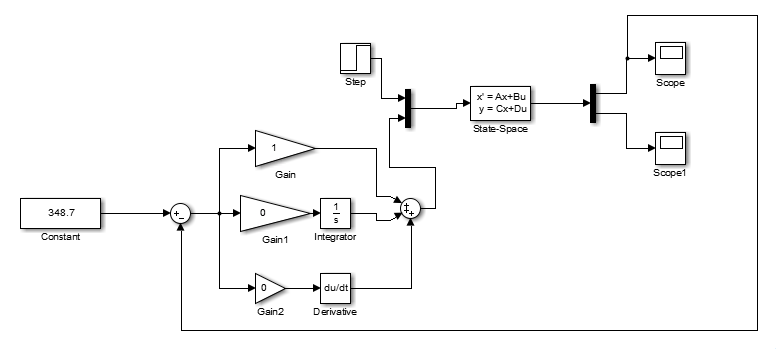 Step
x' = Ax+Bu
y = Cx+Du
State-Space
Scope
Scope1
1
Gain
348.7
Constant
+
−
0
Gain1
1
s
Integrator
+
+
+
0
Gain2
du/dt
Derivative